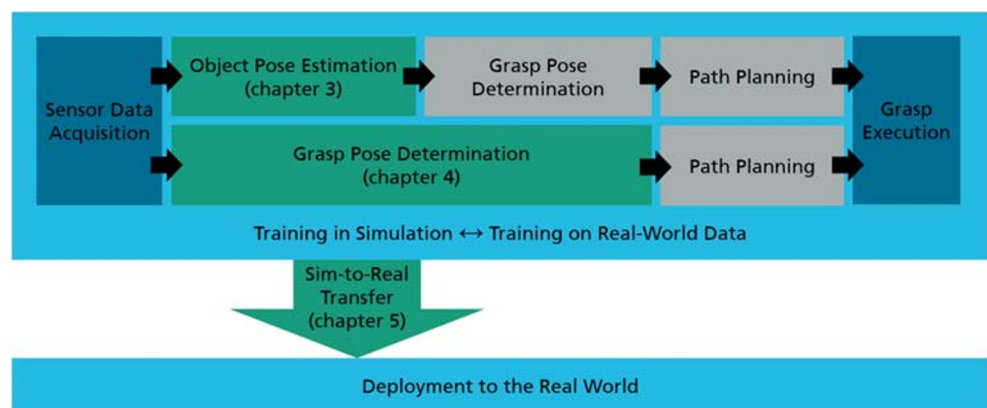 Sensor Data
Acquisition
Object Pose Estimation
(chapter 3)
Grasp Pose
Determination
Path Planning
Grasp Pose Determination
(chapter 4)
Path Planning
Grasp
Execution
Training in Simulation ↔ Training on Real-World Data
Sim-to-Real
Transfer
(chapter 5)
Deployment to the Real World